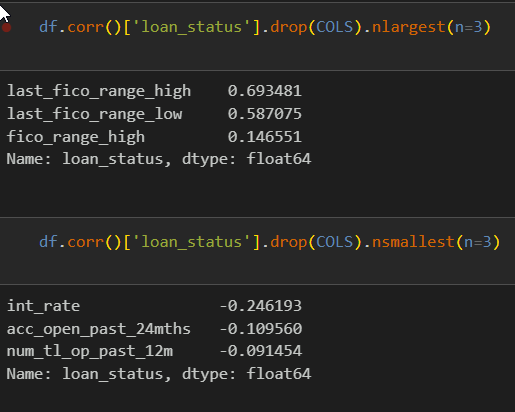 df.corr()['loan_status'].drop(COLS).nlargest(n=3)
last_fico_range_high    0.693481
last_fico_range_low     0.587075
fico_range_high         0.146551
Name: loan_status, dtype: float64
df.corr()['loan_status'].drop(COLS).nsmallest(n=3)
int_rate               -0.246193
acc_open_past_24mths   -0.109560
num_tl_op_past_12m     -0.091454
Name: loan_status, dtype: float64